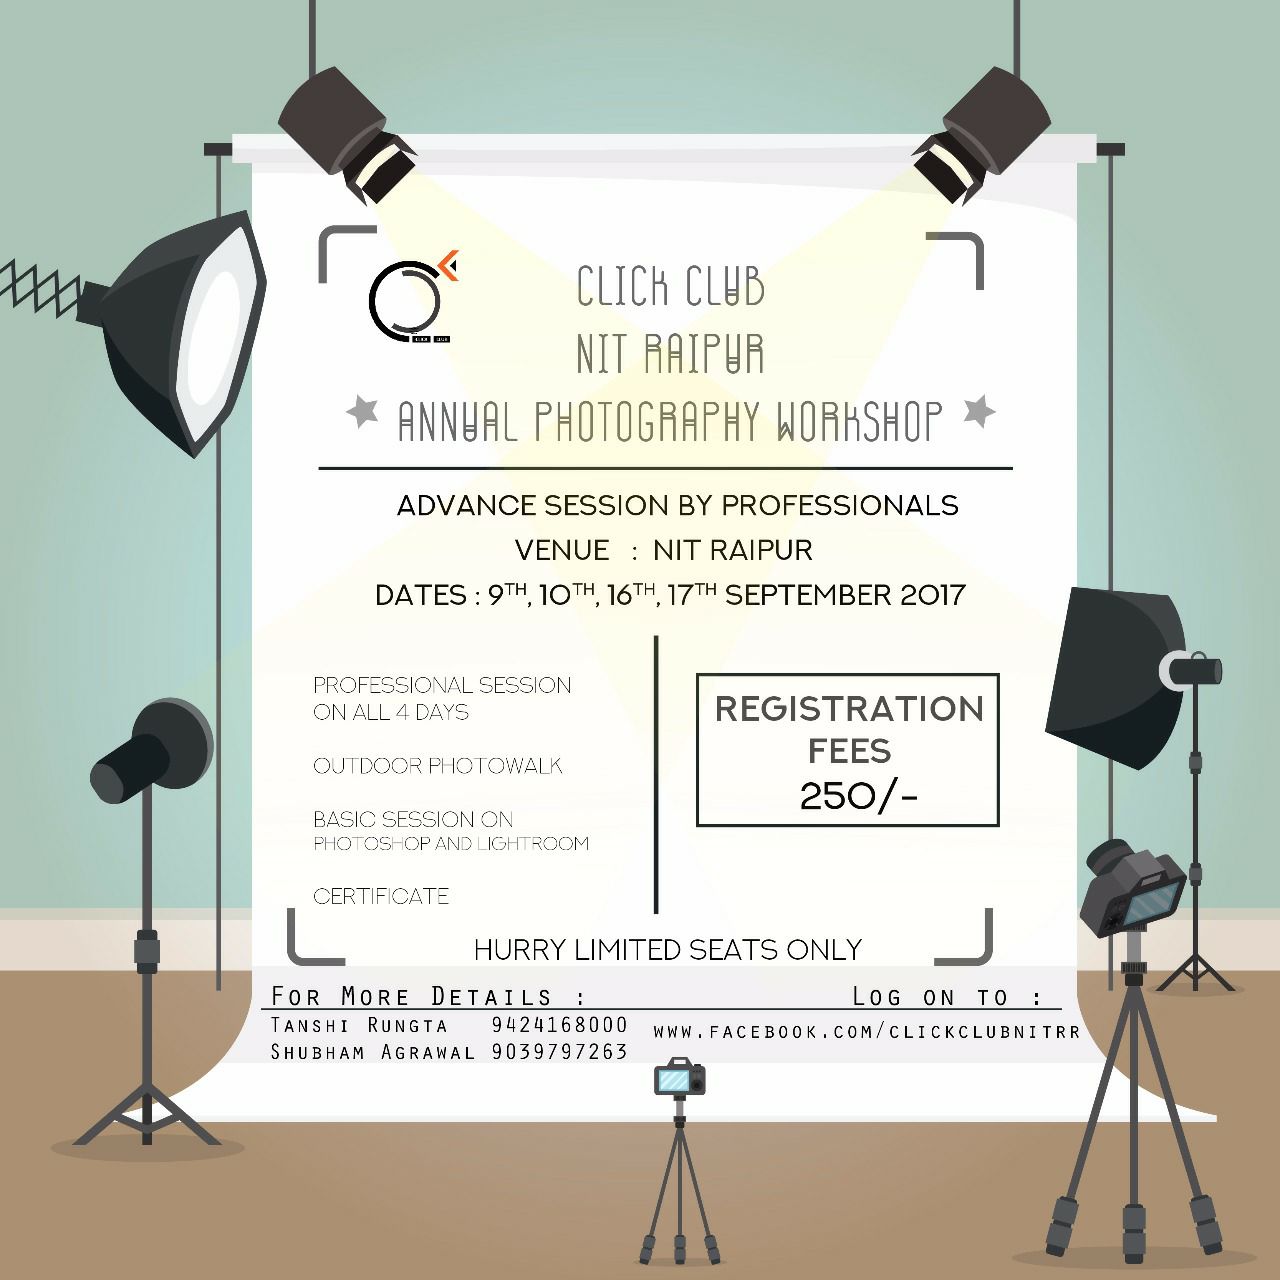 CLICK CLUB
CLICK CLUB
NIT RAIPUR
ANNUAL PHOTOGRAPHY WORKSHOP
ADVANCE SESSION BY PROFESSIONALS
VENUE : NIT RAIPUR
DATES : 9TH, 10TH, 16TH, 17TH SEPTEMBER 2017
PROFESSIONAL SESSION
ON ALL 4 DAYS
OUTDOOR PHOTOWALK
BASIC SESSION ON
PHOTOSHOP AND LIGHTROOM
CERTIFICATE
REGISTRATION
FEES
250/-
HURRY LIMITED SEATS ONLY
FOR MORE DETAILS :
TANSHI RUNGTA 9424168000
SHUBHAM AGRAWAL 9039797263
LOG ON TO :
WWW.FACEBOOK.COM/CLICKCLUBNITRR